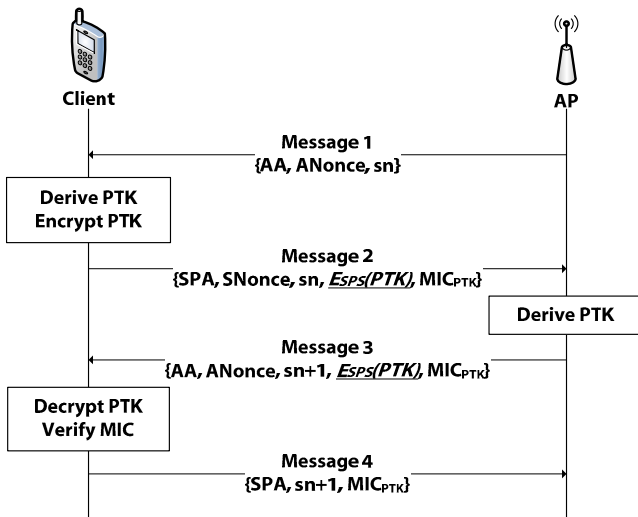 Client
AP
Message 1
{AA, ANonce, sn}
Derive PTK
Encrypt PTK
Message 2
{SPA, SNonce, sn, ESPS(PTK), MICPTK}
Derive PTK
Message 3
{AA, ANonce, sn+1, ESPS(PTK), MICPTK}
Decrypt PTK
Verify MIC
Message 4
{SPA, sn+1, MICPTK}